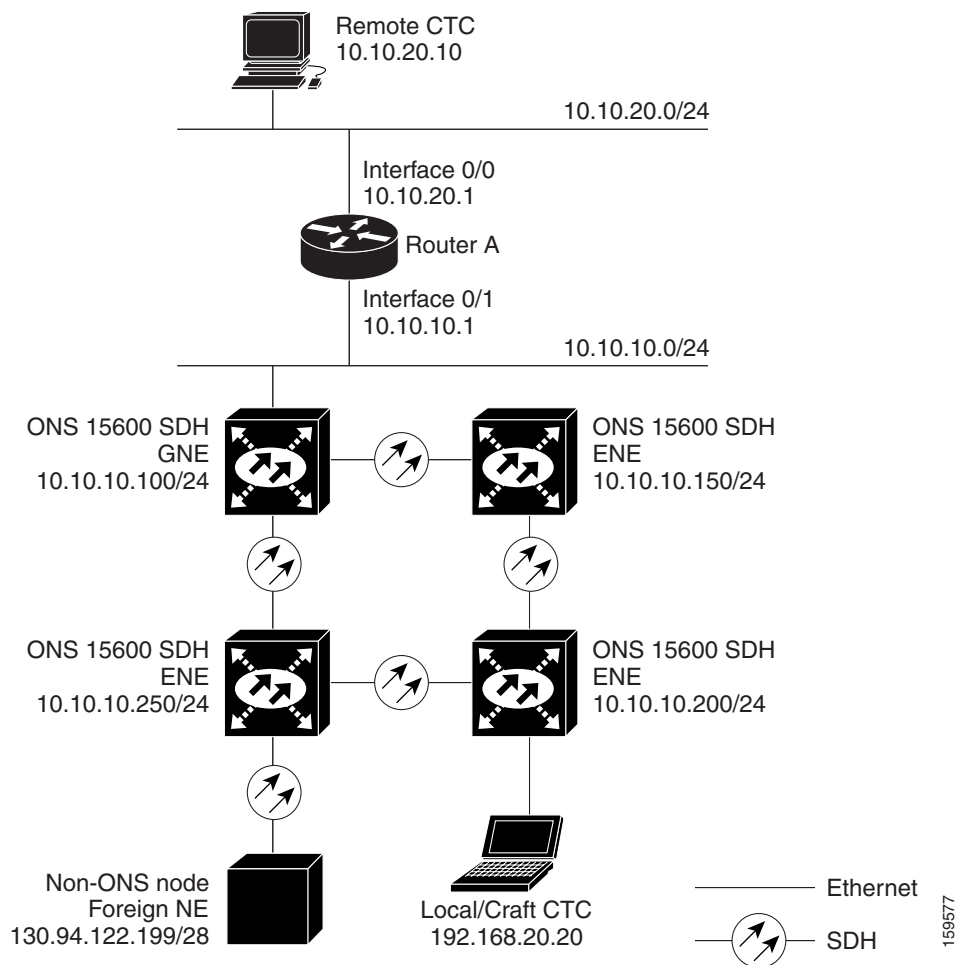 Remote CTC
10.10.20.10
10.10.20.0/24
Interface 0/0
10.10.20.1
Router A
Interface 0/1
10.10.10.1
10.10.10.0/24
ONS 15600 SDH
GNE
10.10.10.100/24
ONS 15600 SDH
ENE
10.10.10.150/24
ONS 15600 SDH
ENE
10.10.10.250/24
ONS 15600 SDH
ENE
10.10.10.200/24
Non-ONS node
Foreign NE
130.94.122.199/28
Local/Craft CTC
192.168.20.20
Ethernet
SDH
159577